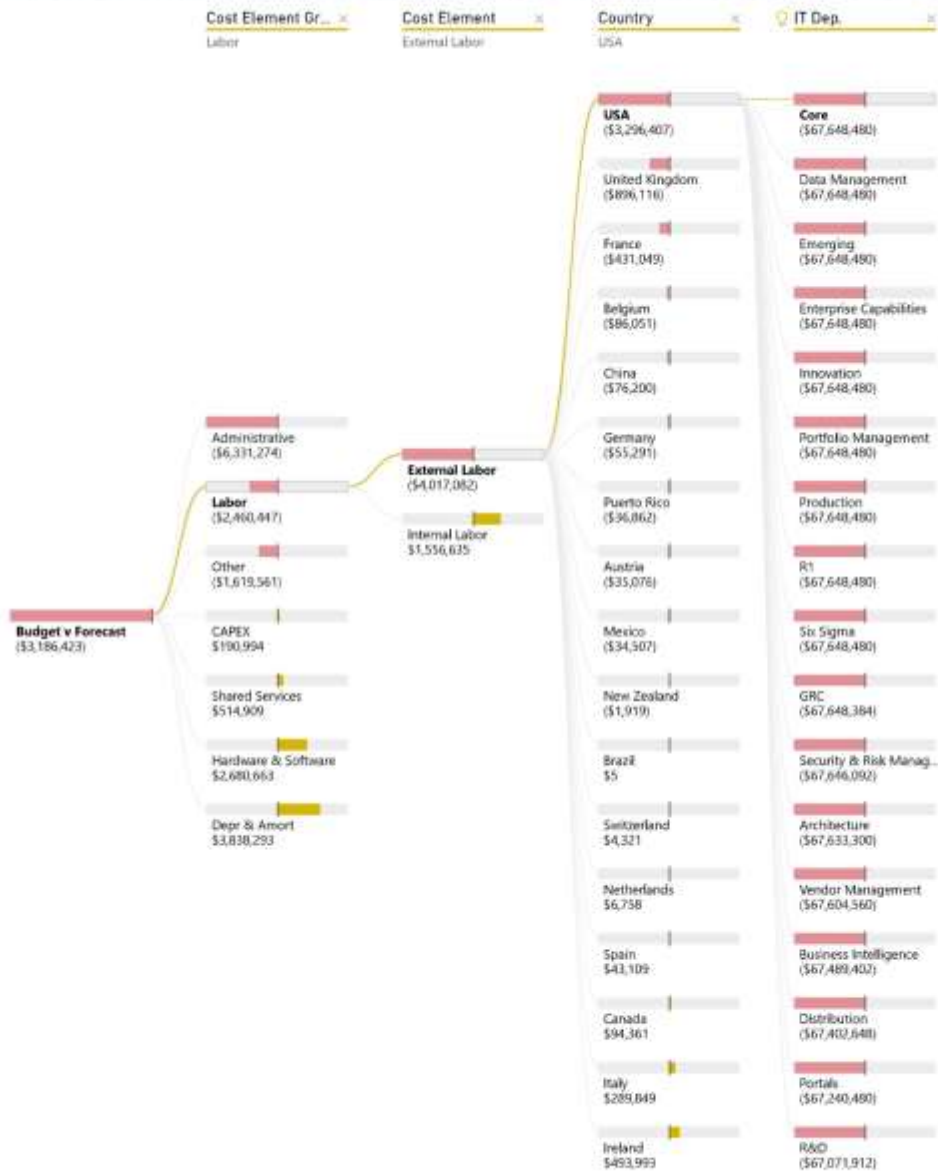 Cost Element Gr... ×
Labor
Cost Element ×
External Labor
Country ×
USA
IT Dep. ×
Budget v Forecast
($3,186,423)
Administrative
($6,331,274)
Labor
($2,460,447)
Other
($1,619,561)
CAPEX
$190,994
Shared Services
$514,909
Hardware & Software
$2,680,663
Depr & Amort
$3,838,293
External Labor
($4,017,082)
Internal Labor
$1,556,635
USA
($3,296,407)
United Kingdom
($896,116)
France
($431,049)
Belgium
($86,051)
China
($76,200)
Germany
($55,291)
Puerto Rico
($36,862)
Austria
($35,076)
Mexico
($34,507)
New Zealand
($1,919)
Brazil
$5
Switzerland
$4,321
Netherlands
$6,758
Spain
$43,109
Canada
$94,361
Italy
$289,849
Ireland
$493,993
Core
($67,648,480)
Data Management
($67,648,480)
Emerging
($67,648,480)
Enterprise Capabilities
($67,648,480)
Innovation
($67,648,480)
Portfolio Management
($67,648,480)
Production
($67,648,480)
R1
($67,648,480)
Six Sigma
($67,648,480)
GRC
($67,648,384)
Security & Risk Manag...
($67,646,092)
Architecture
($67,633,300)
Vendor Management
($67,604,560)
Business Intelligence
($67,489,402)
Distribution
($67,402,648)
Portals
($67,240,480)
R&D
($67,071,912)